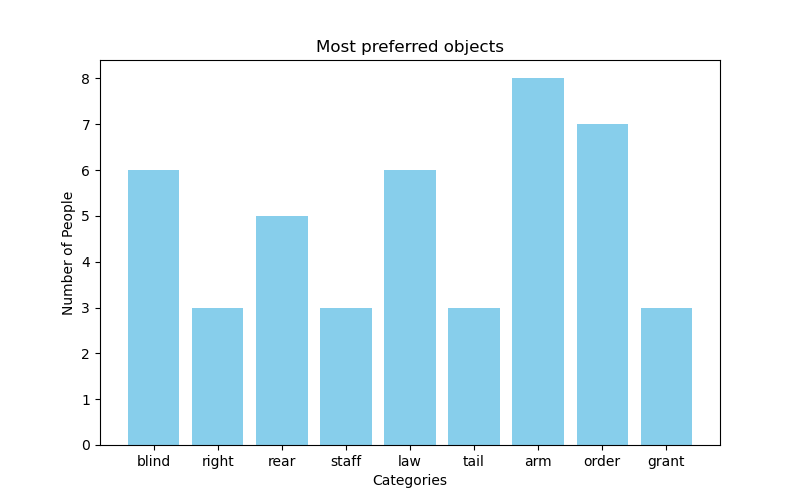 Most preferred objects
Number of People
8
7
6
5
4
3
2
1
0
blind right rear staff law tail arm order grant
Categories